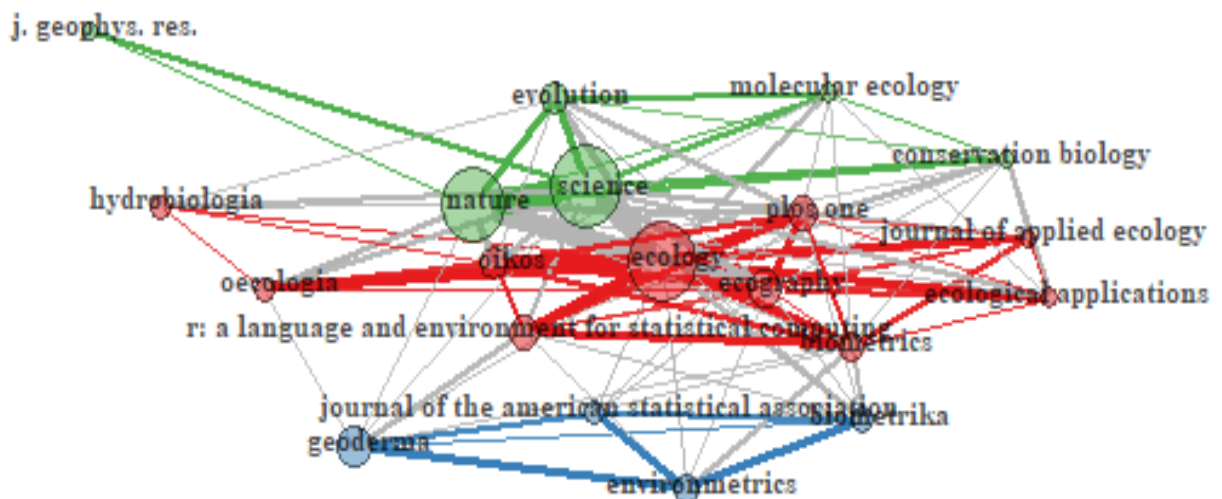 j. geophys. res.
evolution
molecular ecology
conservation biology
science
nature
hydrobiologia
plos one
journal of applied ecology
oikos
ecology
oecologia
ecography
ecological applications
r: a language and environment for statistical computing
biometrics
journal of the american statistical association
biometrika
geoderma
environmetrics